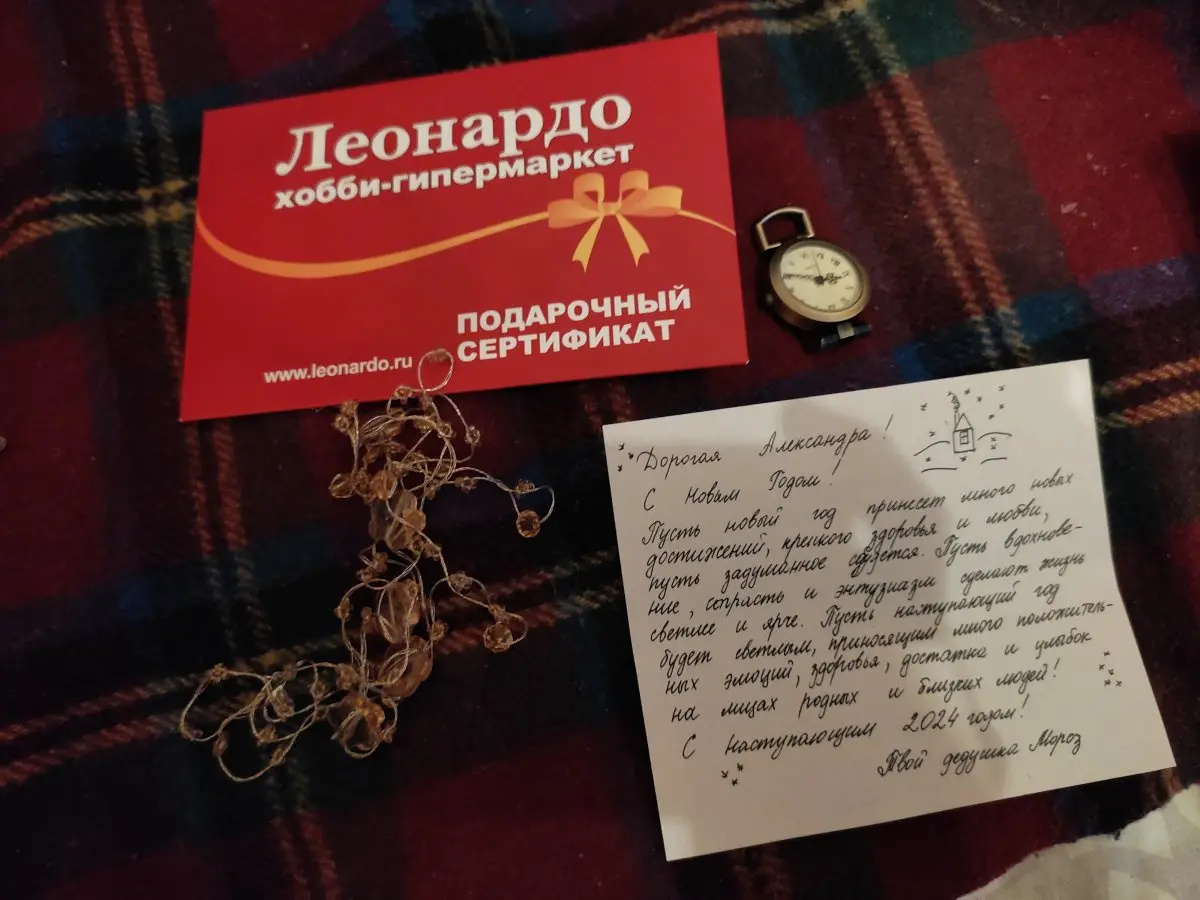 Леонардо
хобби-гипермаркет
ПОДАРОЧНЫЙ
СЕРТИФИКАТ
www.leonardo.ru
Дорогая Александра!
С Новым Годом!
Пусть новый год принесет много новых
достижений, крепкого здоровья и любви,
пусть задуманное сбудется. Пусть вдохнове-
ние, страсть и энтузиазм сделают жизнь
светлее и ярче. Пусть наступающий год
будет светлым, приносящим много положитель-
ных эмоций, здоровья, достатка и улыбок
на лицах родных и близких людей!
С наступающим 2024 годом!
Твой дедушка Мороз